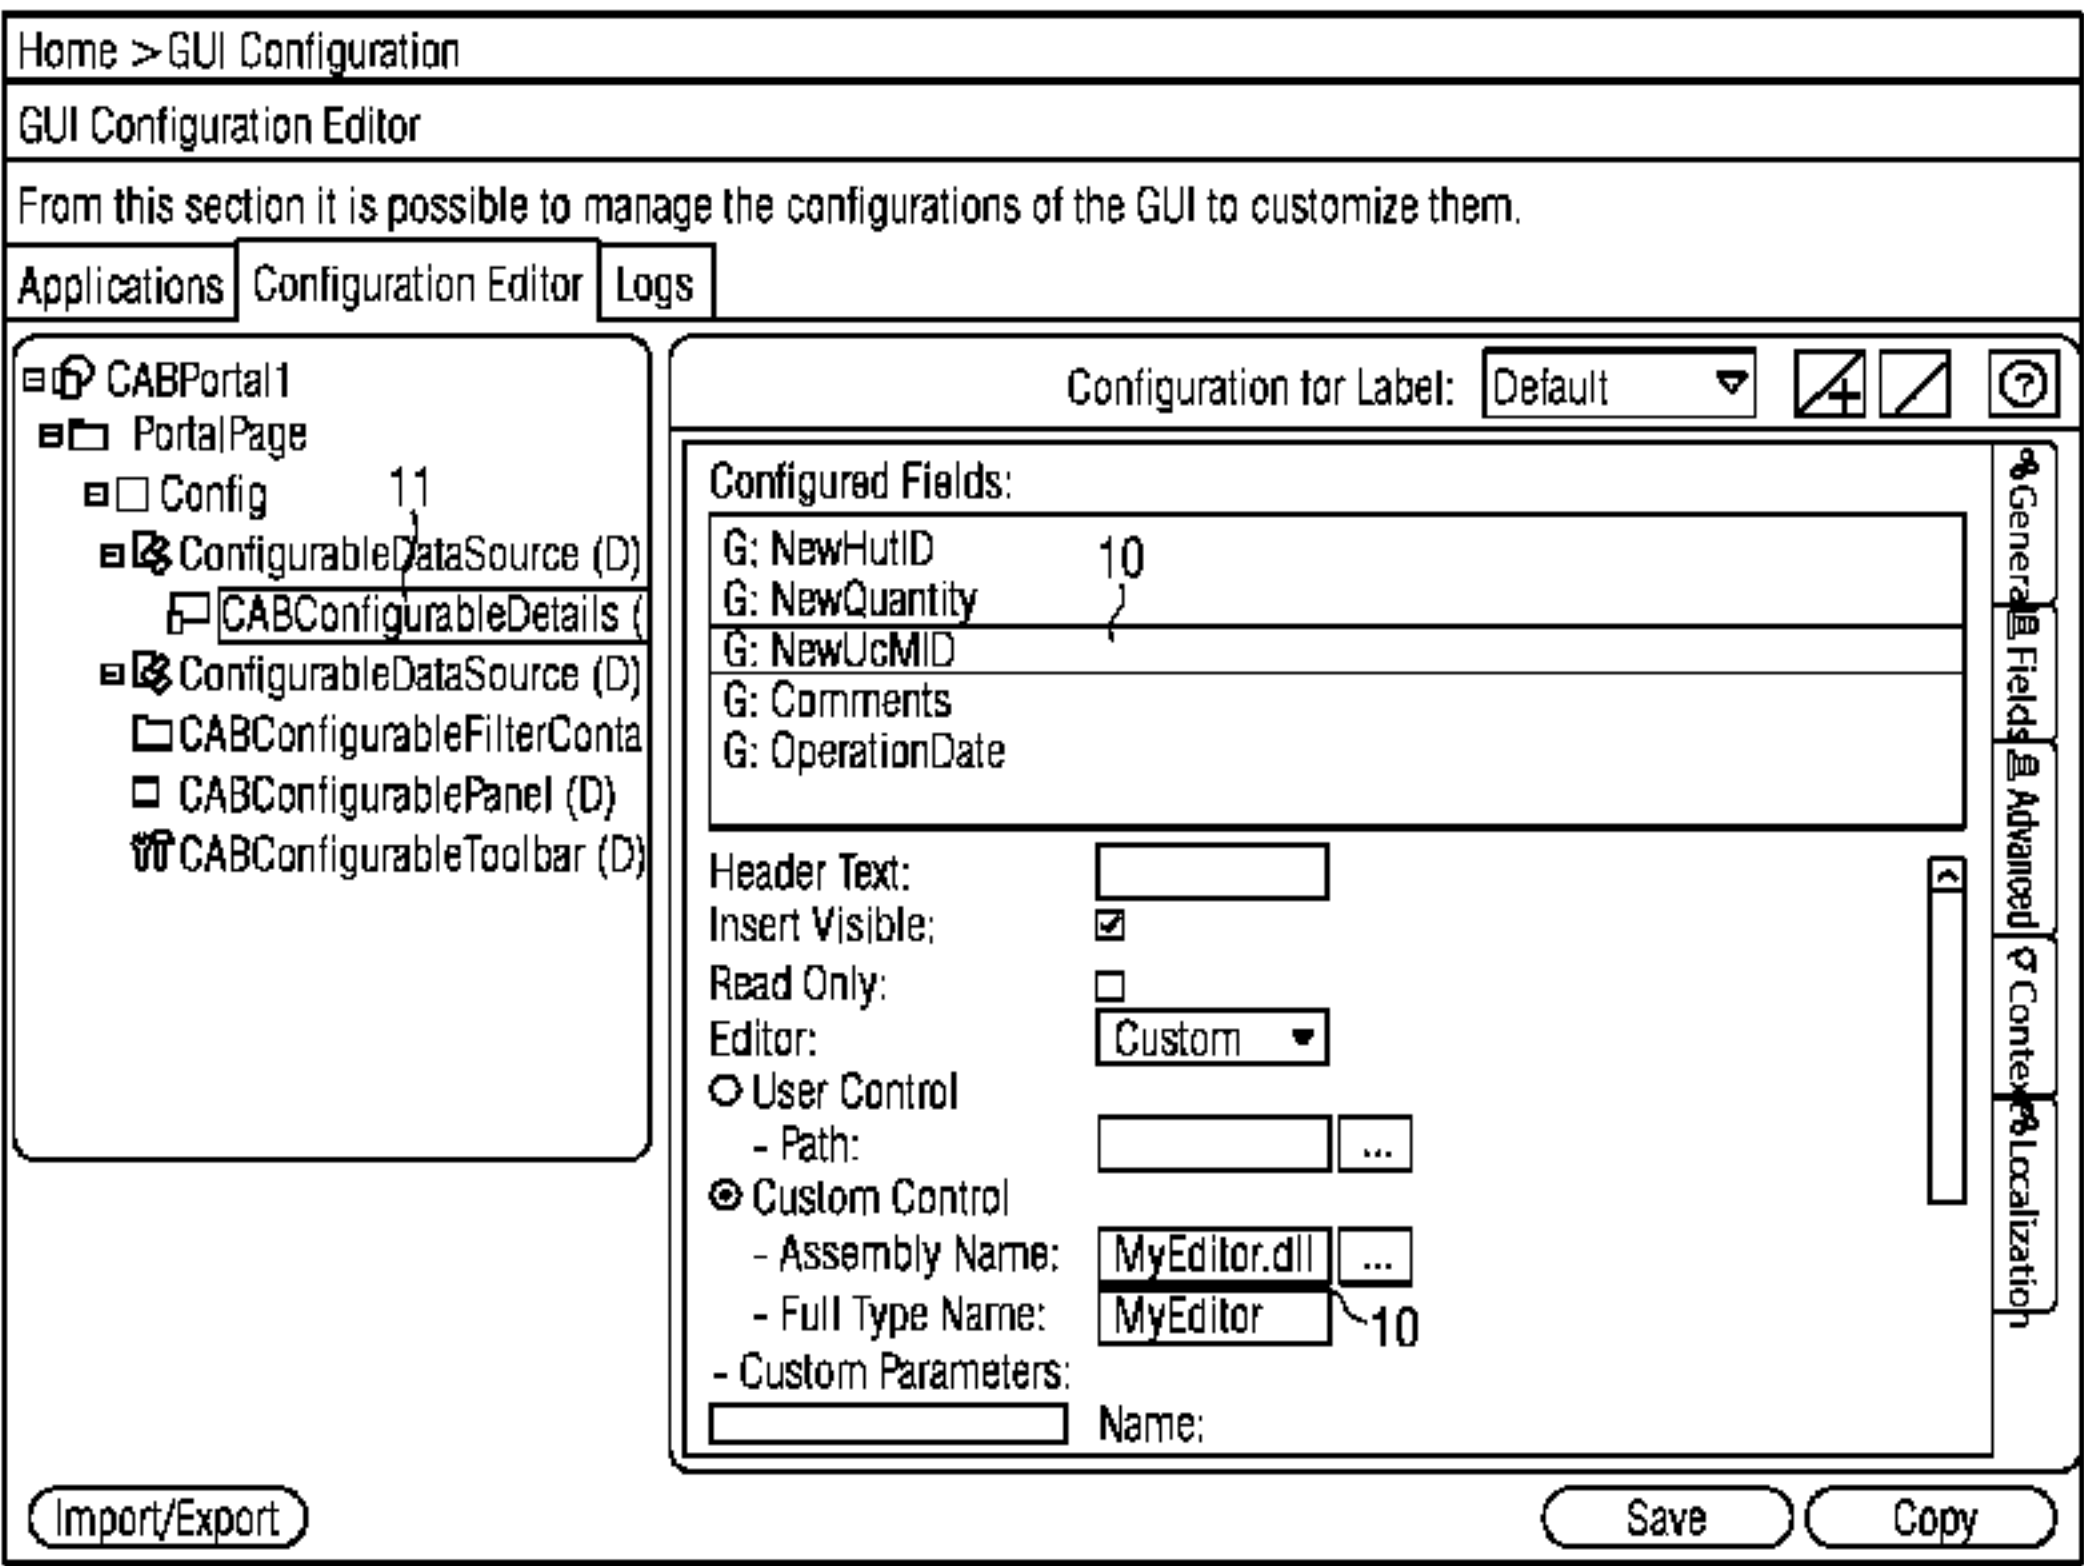 Home > GUI Configuration
GUI Configuration Editor
From this section it is possible to manage the configurations of the GUI to customize them.
Applications Configuration Editor Logs
CABPortal1
PortalPage
Config
11
ConfigurableDataSource (D)
CABConfigurableDetails (
ConfigurableDataSource (D)
CABConfigurableFilterConta
CABConfigurablePanel (D)
CABConfigurableToolbar (D)
Configuration for Label: Default ?
Configured Fields:
G: NewHutID
10
G: NewQuantity
G: NewUcMID
G: Comments
G: OperationDate
Header Text:
Insert Visible:
Read Only:
Editor: Custom
User Control
- Path: ...
Custom Control
- Assembly Name: MyEditor.dll ...
- Full Type Name: MyEditor
10
- Custom Parameters:
Name:
General
Fields
Advanced
Context
Localization
Import/Export
Save
Copy